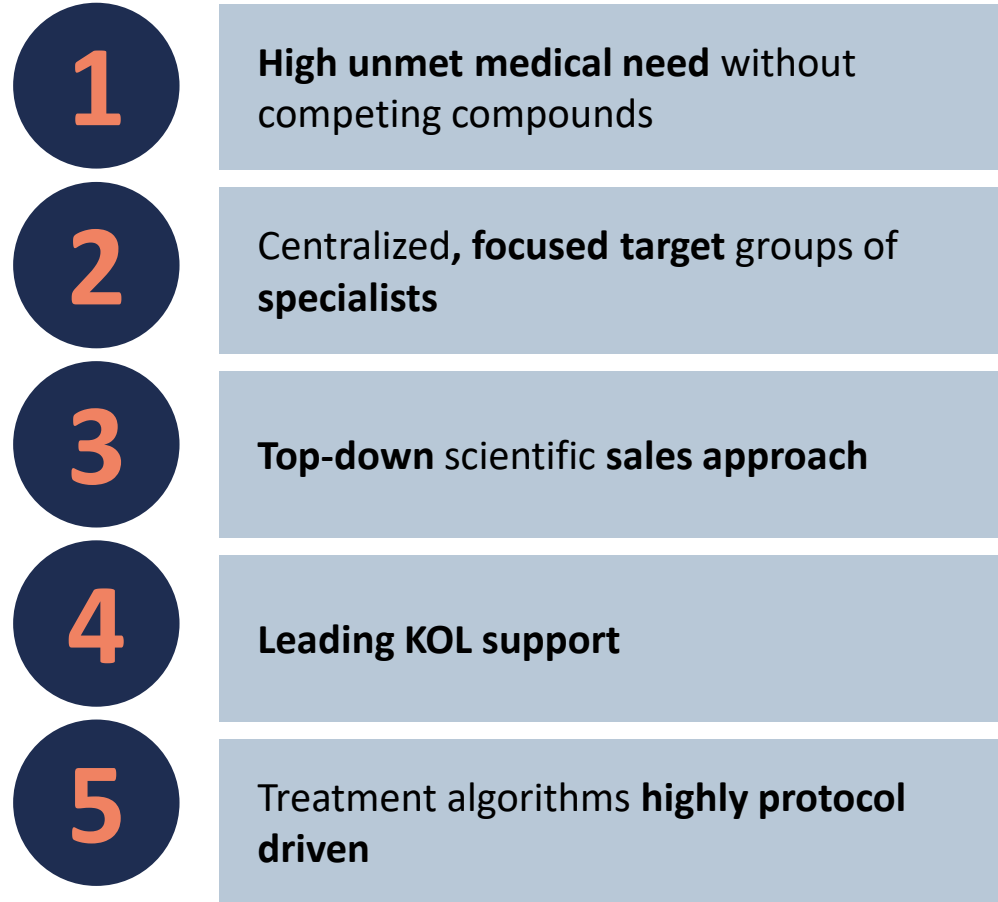 1
High unmet medical need without
competing compounds
2
Centralized, focused target groups of
specialists
3
Top-down scientific sales approach
4
Leading KOL support
5
Treatment algorithms highly protocol
driven